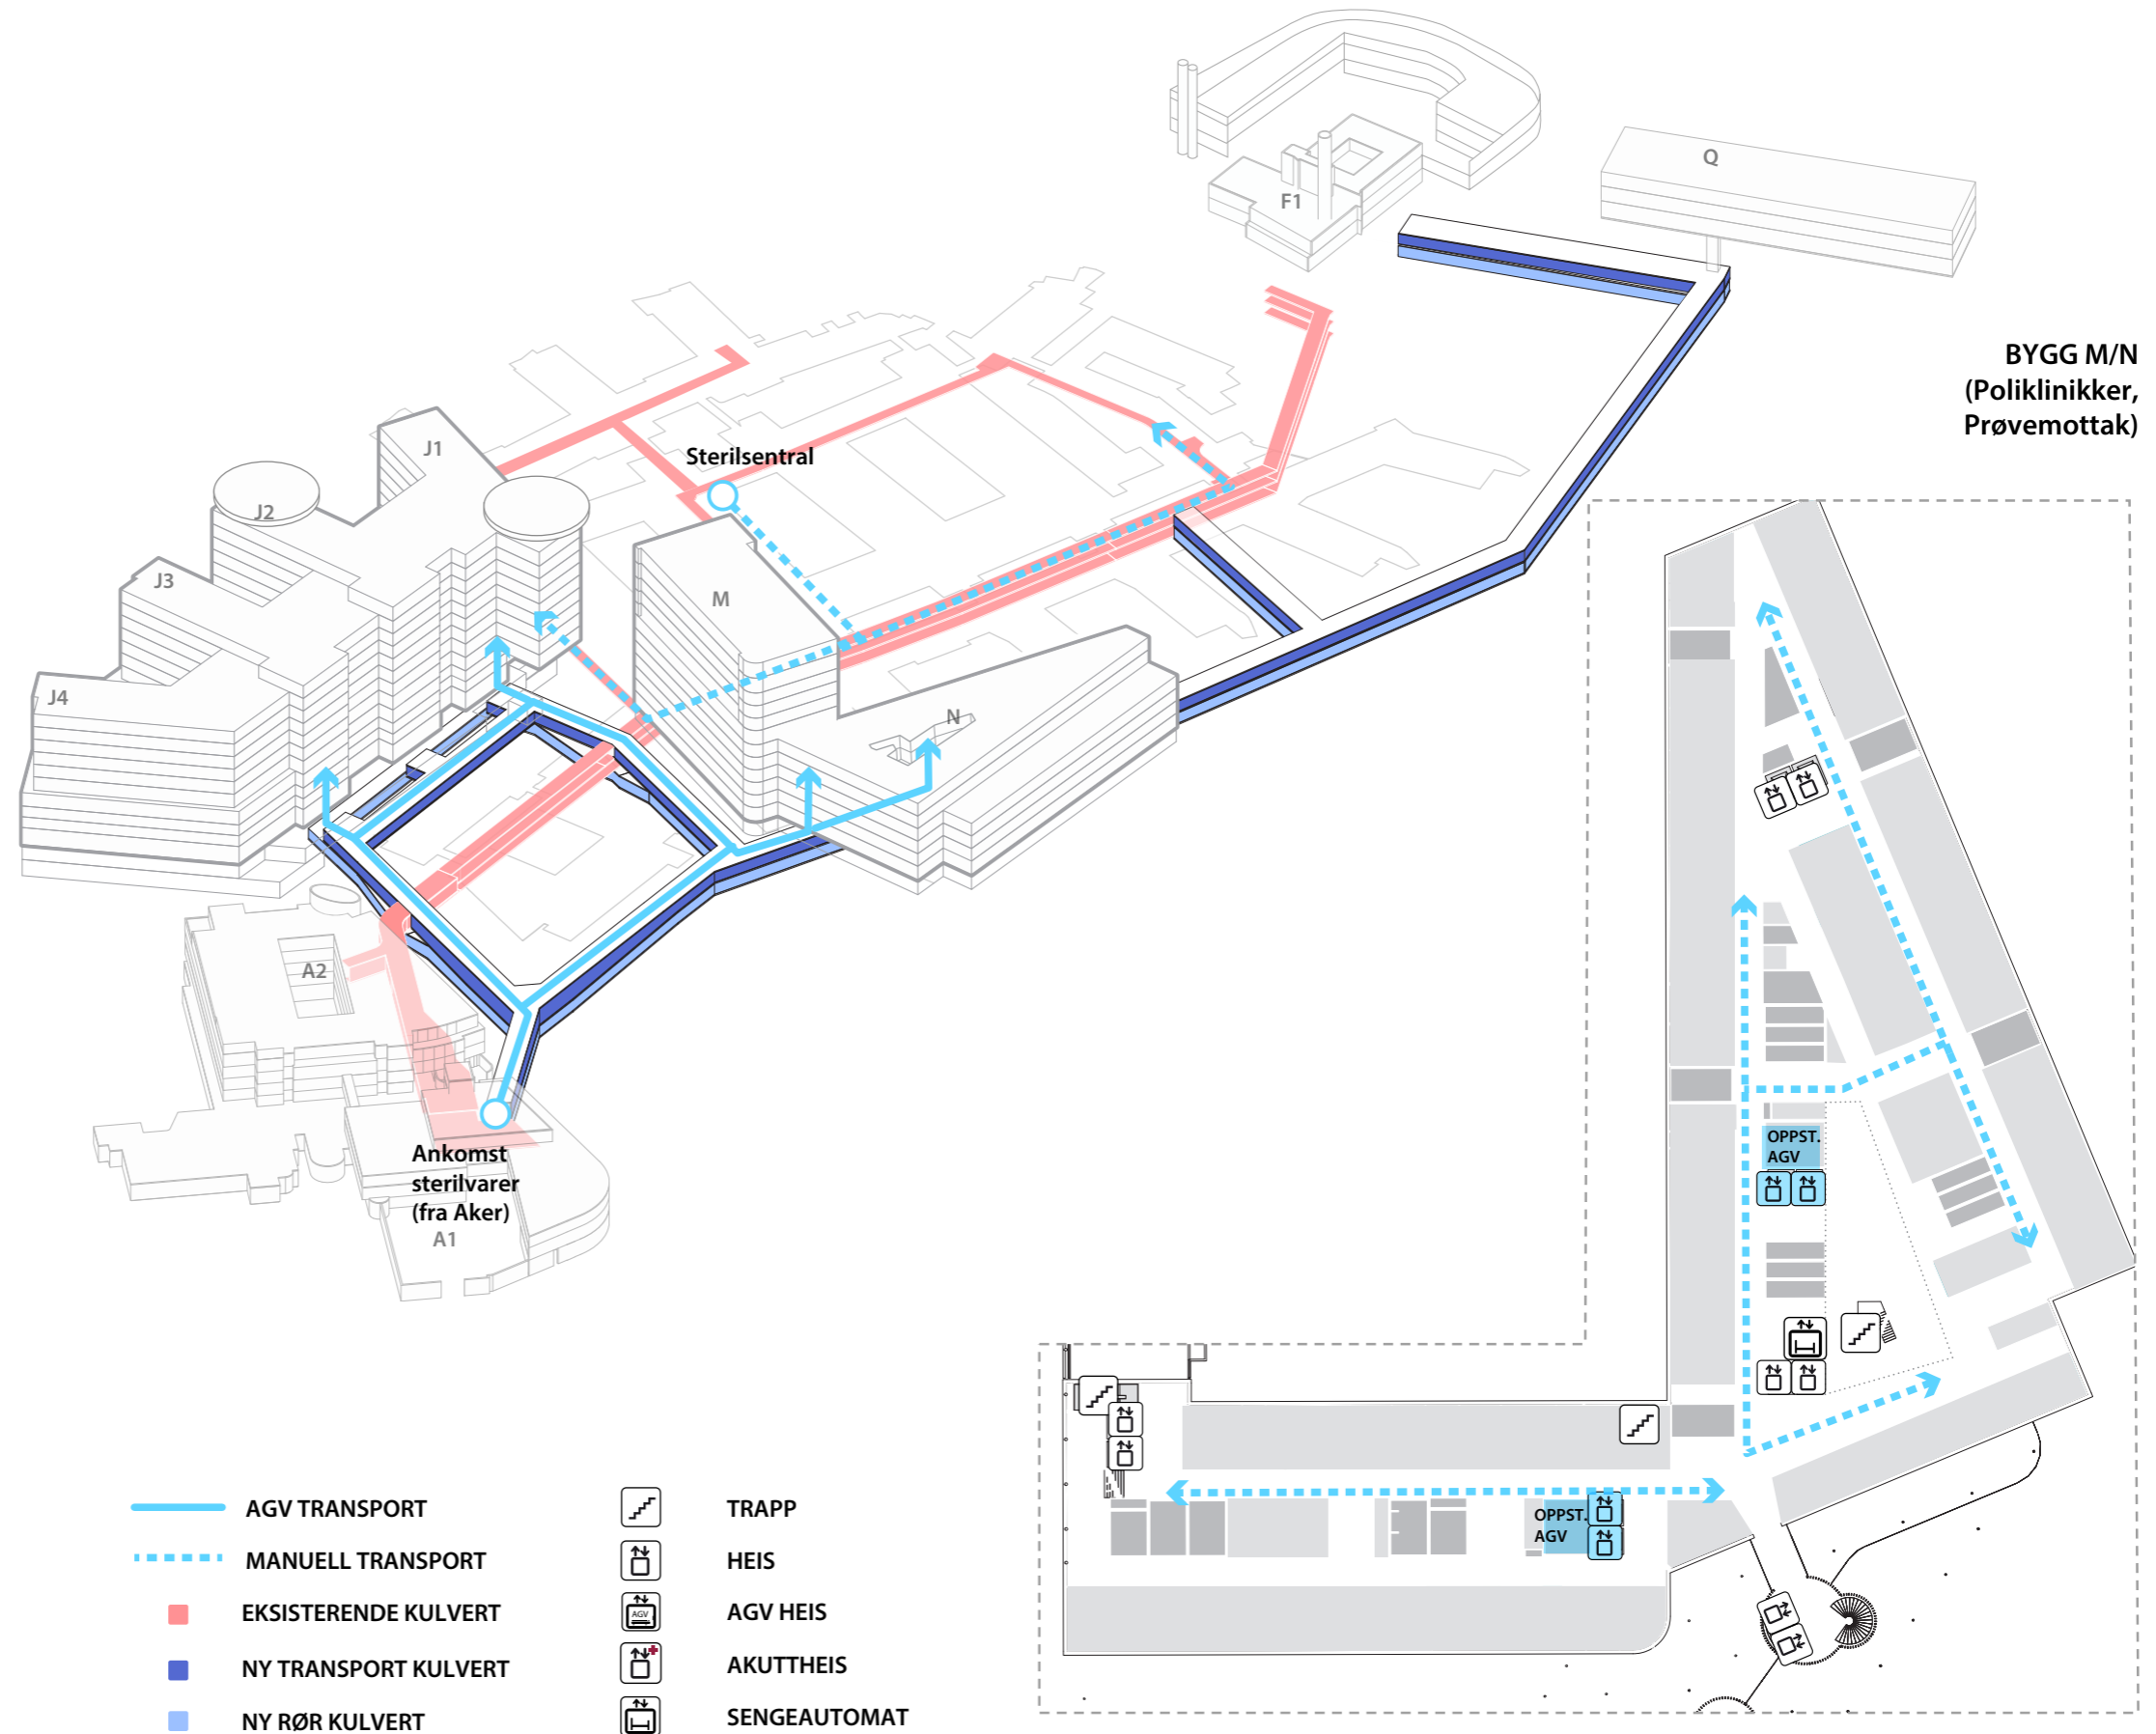 Q
F1
BYGG M/N
(Poliklinikker,
Prøvemottak)
J1
Sterilsentral
J2
J3
M
J4
N
A2
OPPST.
AGV
Ankomst
sterilvarer
(fra Aker)
A1
OPPST.
AGV
AGV TRANSPORT
MANUELL TRANSPORT
EKSISTERENDE KULVERT
NY TRANSPORT KULVERT
NY RØR KULVERT
TRAPP
HEIS
AGV
AGV HEIS
AKUTTHEIS
SENGEAUTOMAT